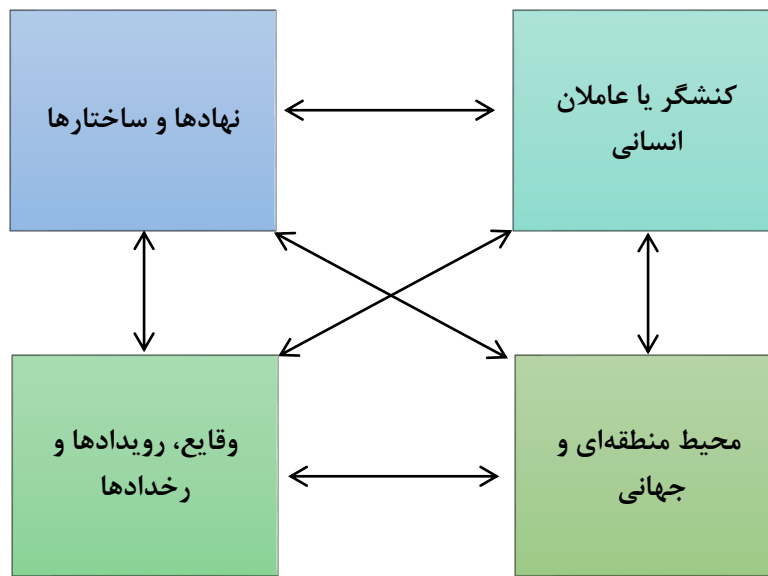 کنشگر یا عاملان
انسانی
نهادها و ساختارها
محیط منطقه‌ای و
جهانی
وقایع، رویدادها و
رخدادها